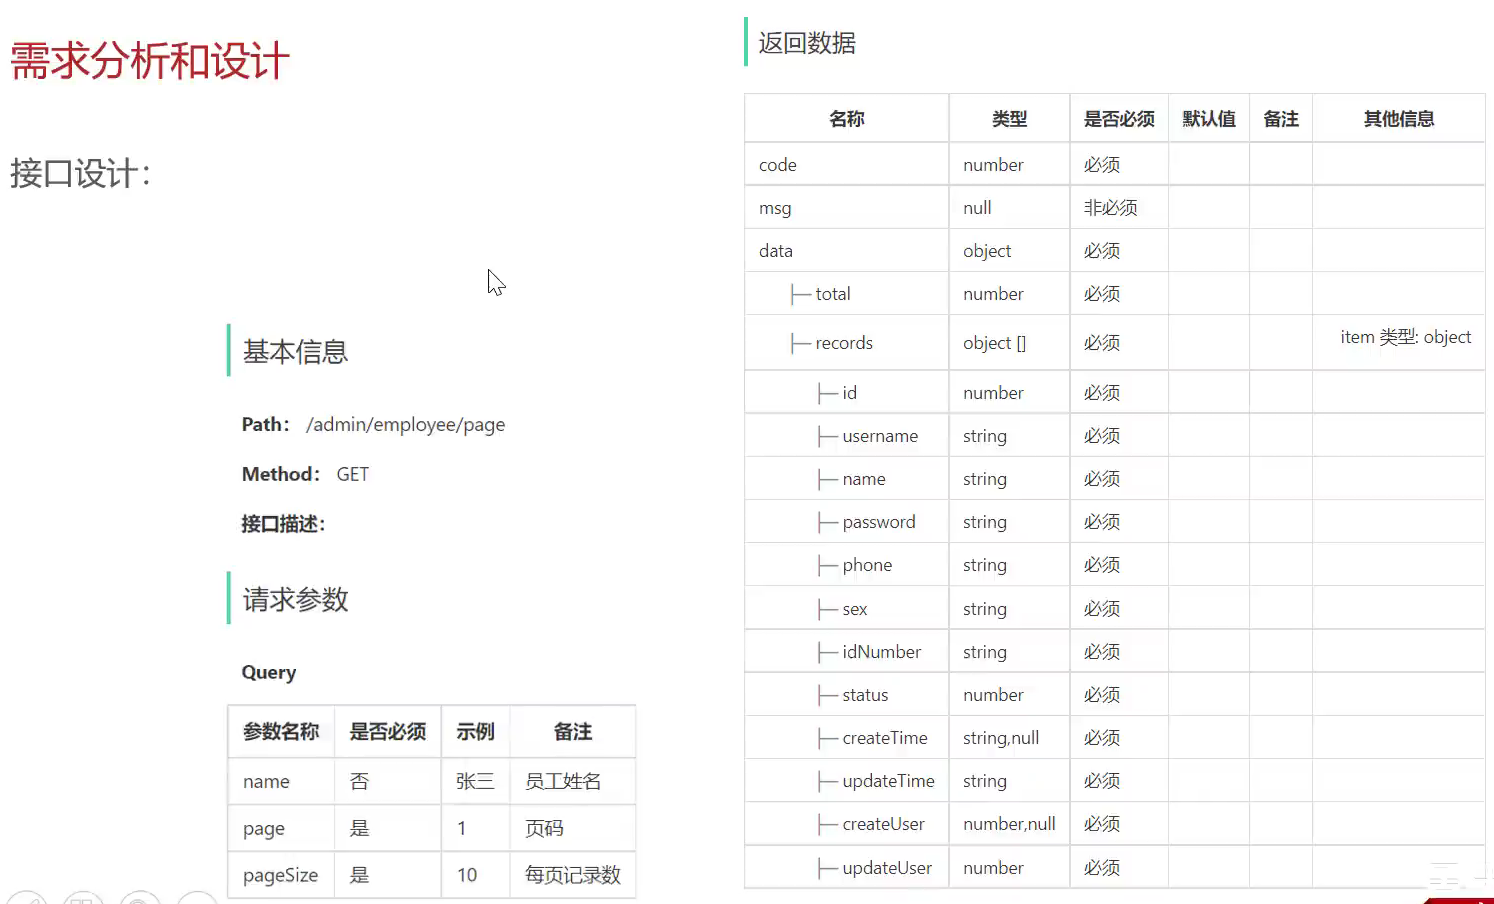 需求分析和设计
接口设计：
基本信息
Path： /admin/employee/page
Method： GET
接口描述：
请求参数
Query
参数名称 是否必须 示例 备注
name 否 张三 员工姓名
page 是 1 页码
pageSize 是 10 每页记录数
返回数据
名称 类型 是否必须 默认值 备注 其他信息
code number 必须
msg null 非必须
data object 必须
├─ total number 必须
├─ records object [] 必须 item 类型: object
├─ id number 必须
├─ username string 必须
├─ name string 必须
├─ password string 必须
├─ phone string 必须
├─ sex string 必须
├─ idNumber string 必须
├─ status number 必须
├─ createTime string,null 必须
├─ updateTime string 必须
├─ createUser number,null 必须
├─ updateUser number 必须